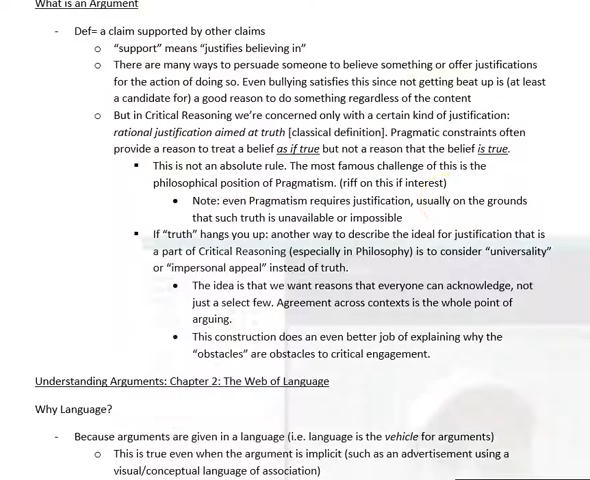 What is an Argument
- Def= a claim supported by other claims
o “support” means “justifies believing in”
o There are many ways to persuade someone to believe something or offer justifications
for the action of doing so. Even bullying satisfies this since not getting beat up is (at least
a candidate for) a good reason to do something regardless of the content
o But in Critical Reasoning we’re concerned only with a certain kind of justification:
rational justification aimed at truth [classical definition]. Pragmatic constraints often
provide a reason to treat a belief as if true but not a reason that the belief is true.
▪ This is not an absolute rule. The most famous challenge of this is the
philosophical position of Pragmatism. (riff on this if interest)
• Note: even Pragmatism requires justification, usually on the grounds
that such truth is unavailable or impossible
▪ If “truth” hangs you up: another way to describe the ideal for justification that is
a part of Critical Reasoning (especially in Philosophy) is to consider “universality”
or “impersonal appeal” instead of truth.
• The idea is that we want reasons that everyone can acknowledge, not
just a select few. Agreement across contexts is the whole point of
arguing.
• This construction does an even better job of explaining why the
“obstacles” are obstacles to critical engagement.
Understanding Arguments: Chapter 2: The Web of Language
Why Language?
- Because arguments are given in a language (i.e. language is the vehicle for arguments)
o This is true even when the argument is implicit (such as an advertisement using a
visual/conceptual language of association)